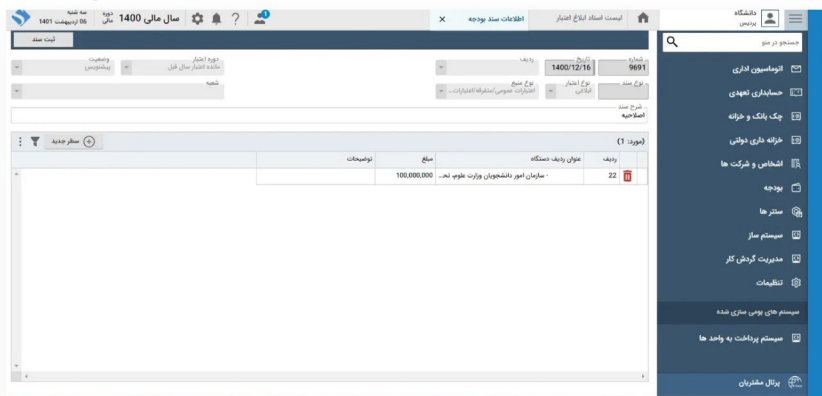 دانشگاه
پردیس
لیست اسناد ابلاغ اعتبار
اطلاعات سند بودجه
سال مالی 1400
دوره مالی
سه شنبه
06 اردیبهشت 1401
جستجو در منو
اتوماسیون اداری
حسابداری تعهدی
چک بانک و خزانه
خزانه داری دولتی
اشخاص و شرکت ها
بودجه
سنتر ها
سیستم ساز
مدیریت گردش کار
تنظیمات
سیستم های بومی سازی شده
سیستم پرداخت به واحد ها
پرتال مشتریان
ثبت سند
شماره
9691
تاریخ
1400/12/16
ردیف
دوره اعتبار
مانده اعتبار سال قبل
وضعیت
پیشنویس
نوع سند
نوع اعتبار
ابلاغی
نوع منبع
اعتبارات عمومی/متفرقه/اعتبارات...
شعبه
شرح سند
اصلاحیه
(مورد: 1)
سطر جدید
ردیف
عنوان ردیف دستگاه
مبلغ
توضیحات
22
- سازمان امور دانشجویان وزارت علوم، تحـ...
100,000,000